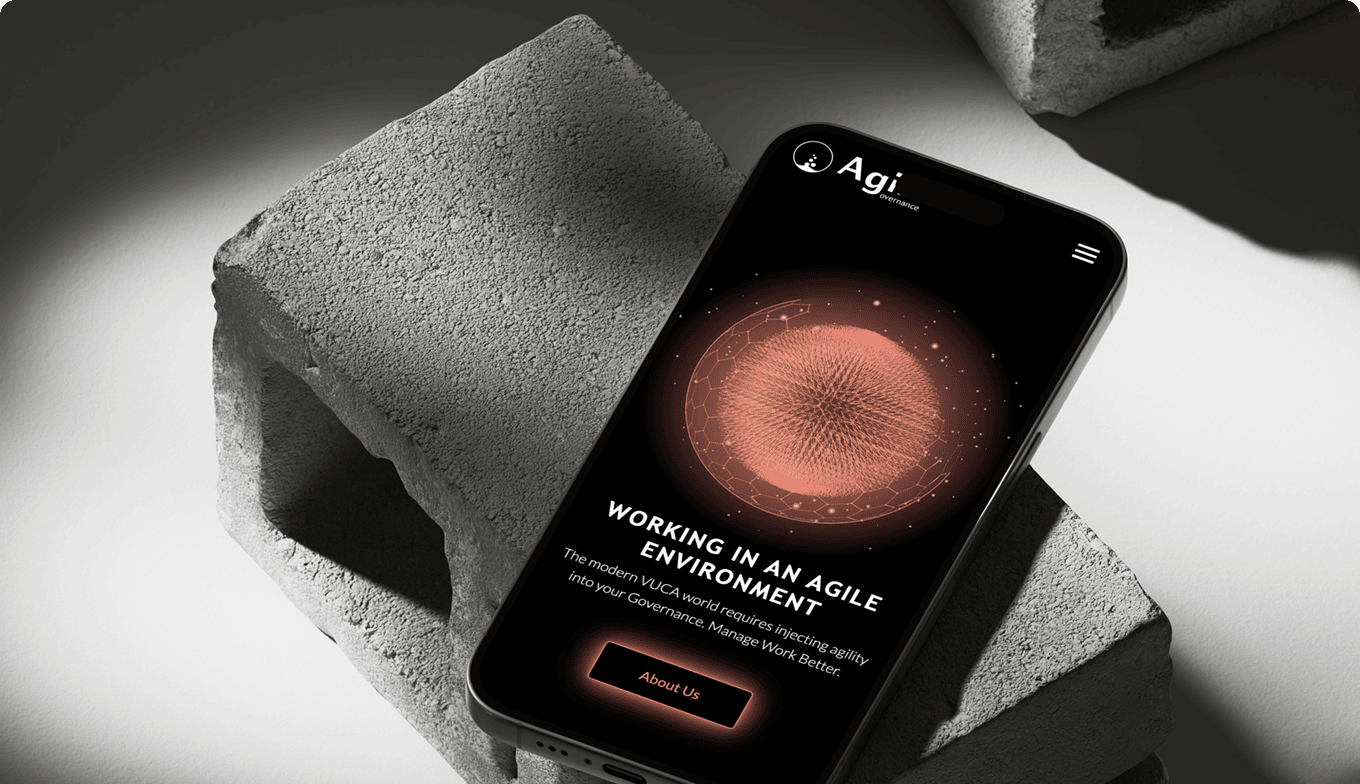 Agi
overnance
WORKING IN AN AGILE
ENVIRONMENT
The modern VUCA world requires injecting agility
into your Governance. Manage Work Better.
About Us